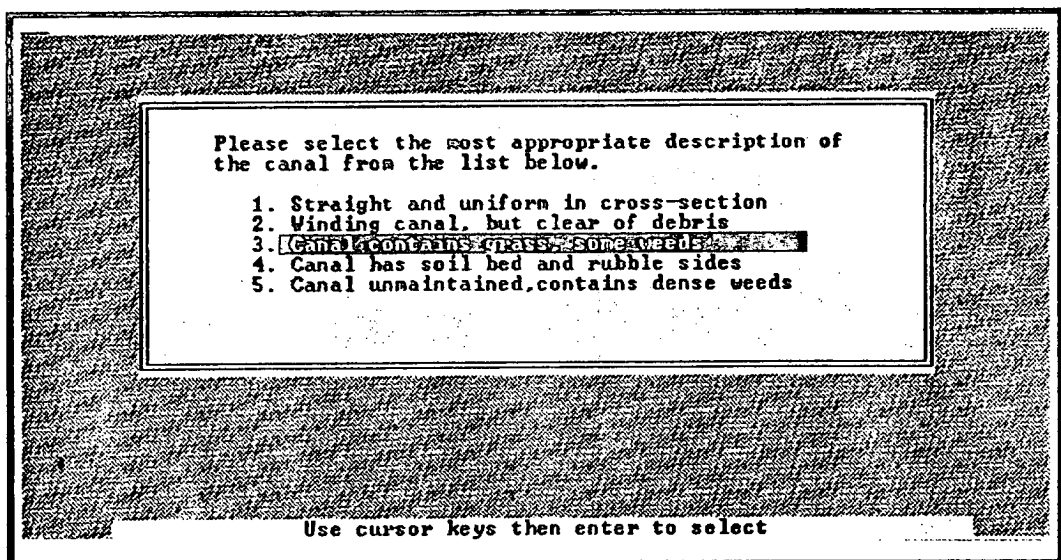 Please select the most appropriate description of
the canal from the list below.
1. Straight and uniform in cross-section
2. Winding canal, but clear of debris
3. Canal contains grass, some weeds
4. Canal has soil bed and rubble sides
5. Canal unmaintained,contains dense weeds
Use cursor keys then enter to select